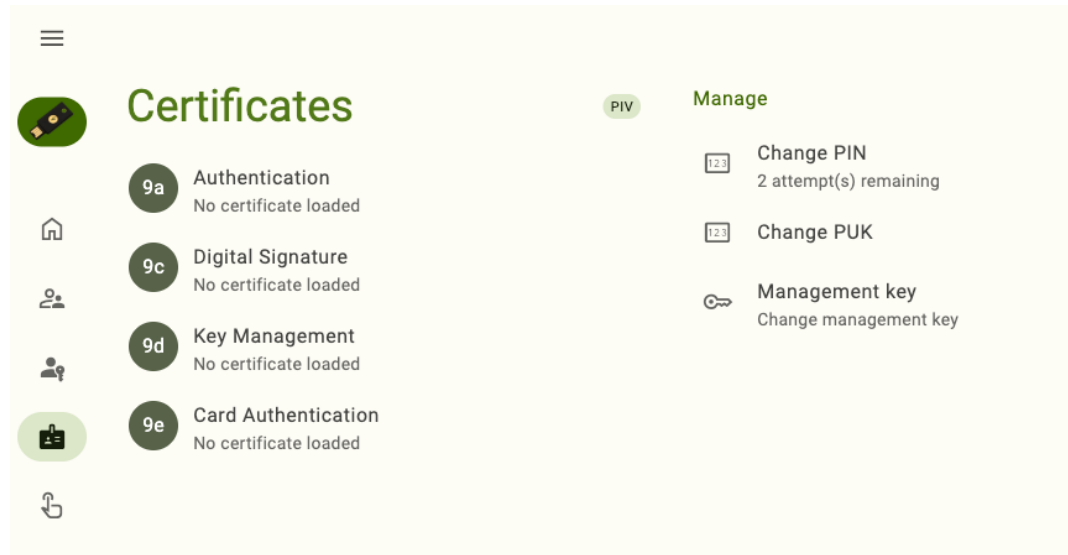 Certificates
PIV
9a
Authentication
No certificate loaded
9c
Digital Signature
No certificate loaded
9d
Key Management
No certificate loaded
9e
Card Authentication
No certificate loaded
Manage
123
Change PIN
2 attempt(s) remaining
123
Change PUK
Management key
Change management key